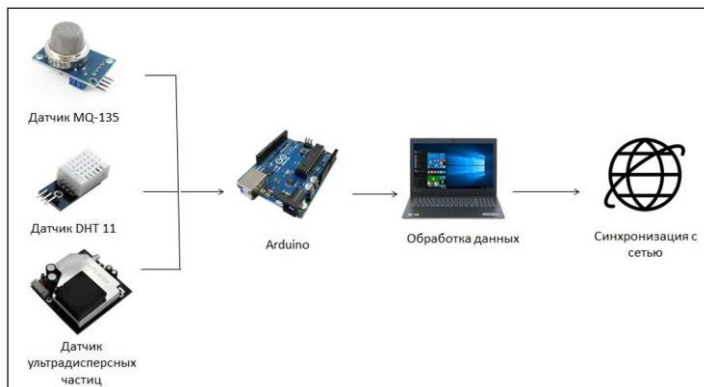 Датчик MQ-135
Датчик DHT 11
Датчик
ультрадисперсных
частиц
Arduino
Обработка данных
Синхронизация с
сетью